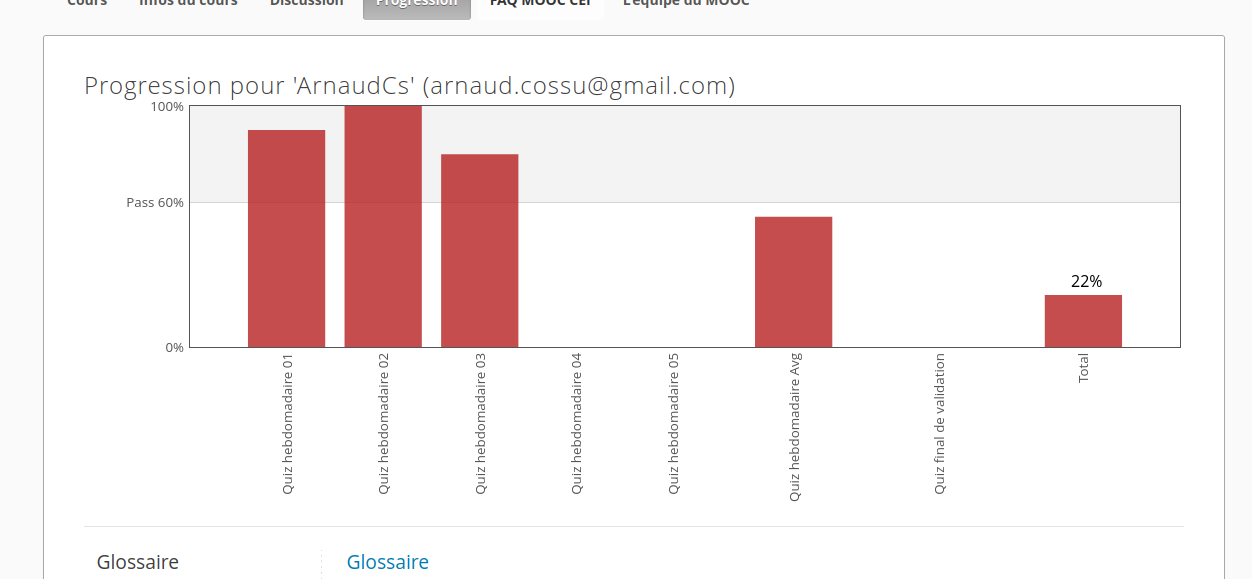 Cours Infos du cours Discussion Progression FAQ MOOC CEI L'équipe du MOOC
Progression pour 'ArnaudCs' (arnaud.cossu@gmail.com)
100%
Pass 60%
22%
0%
Quiz hebdomadaire 01
Quiz hebdomadaire 02
Quiz hebdomadaire 03
Quiz hebdomadaire 04
Quiz hebdomadaire 05
Quiz hebdomadaire Avg
Quiz final de validation
Total
Glossaire
Glossaire